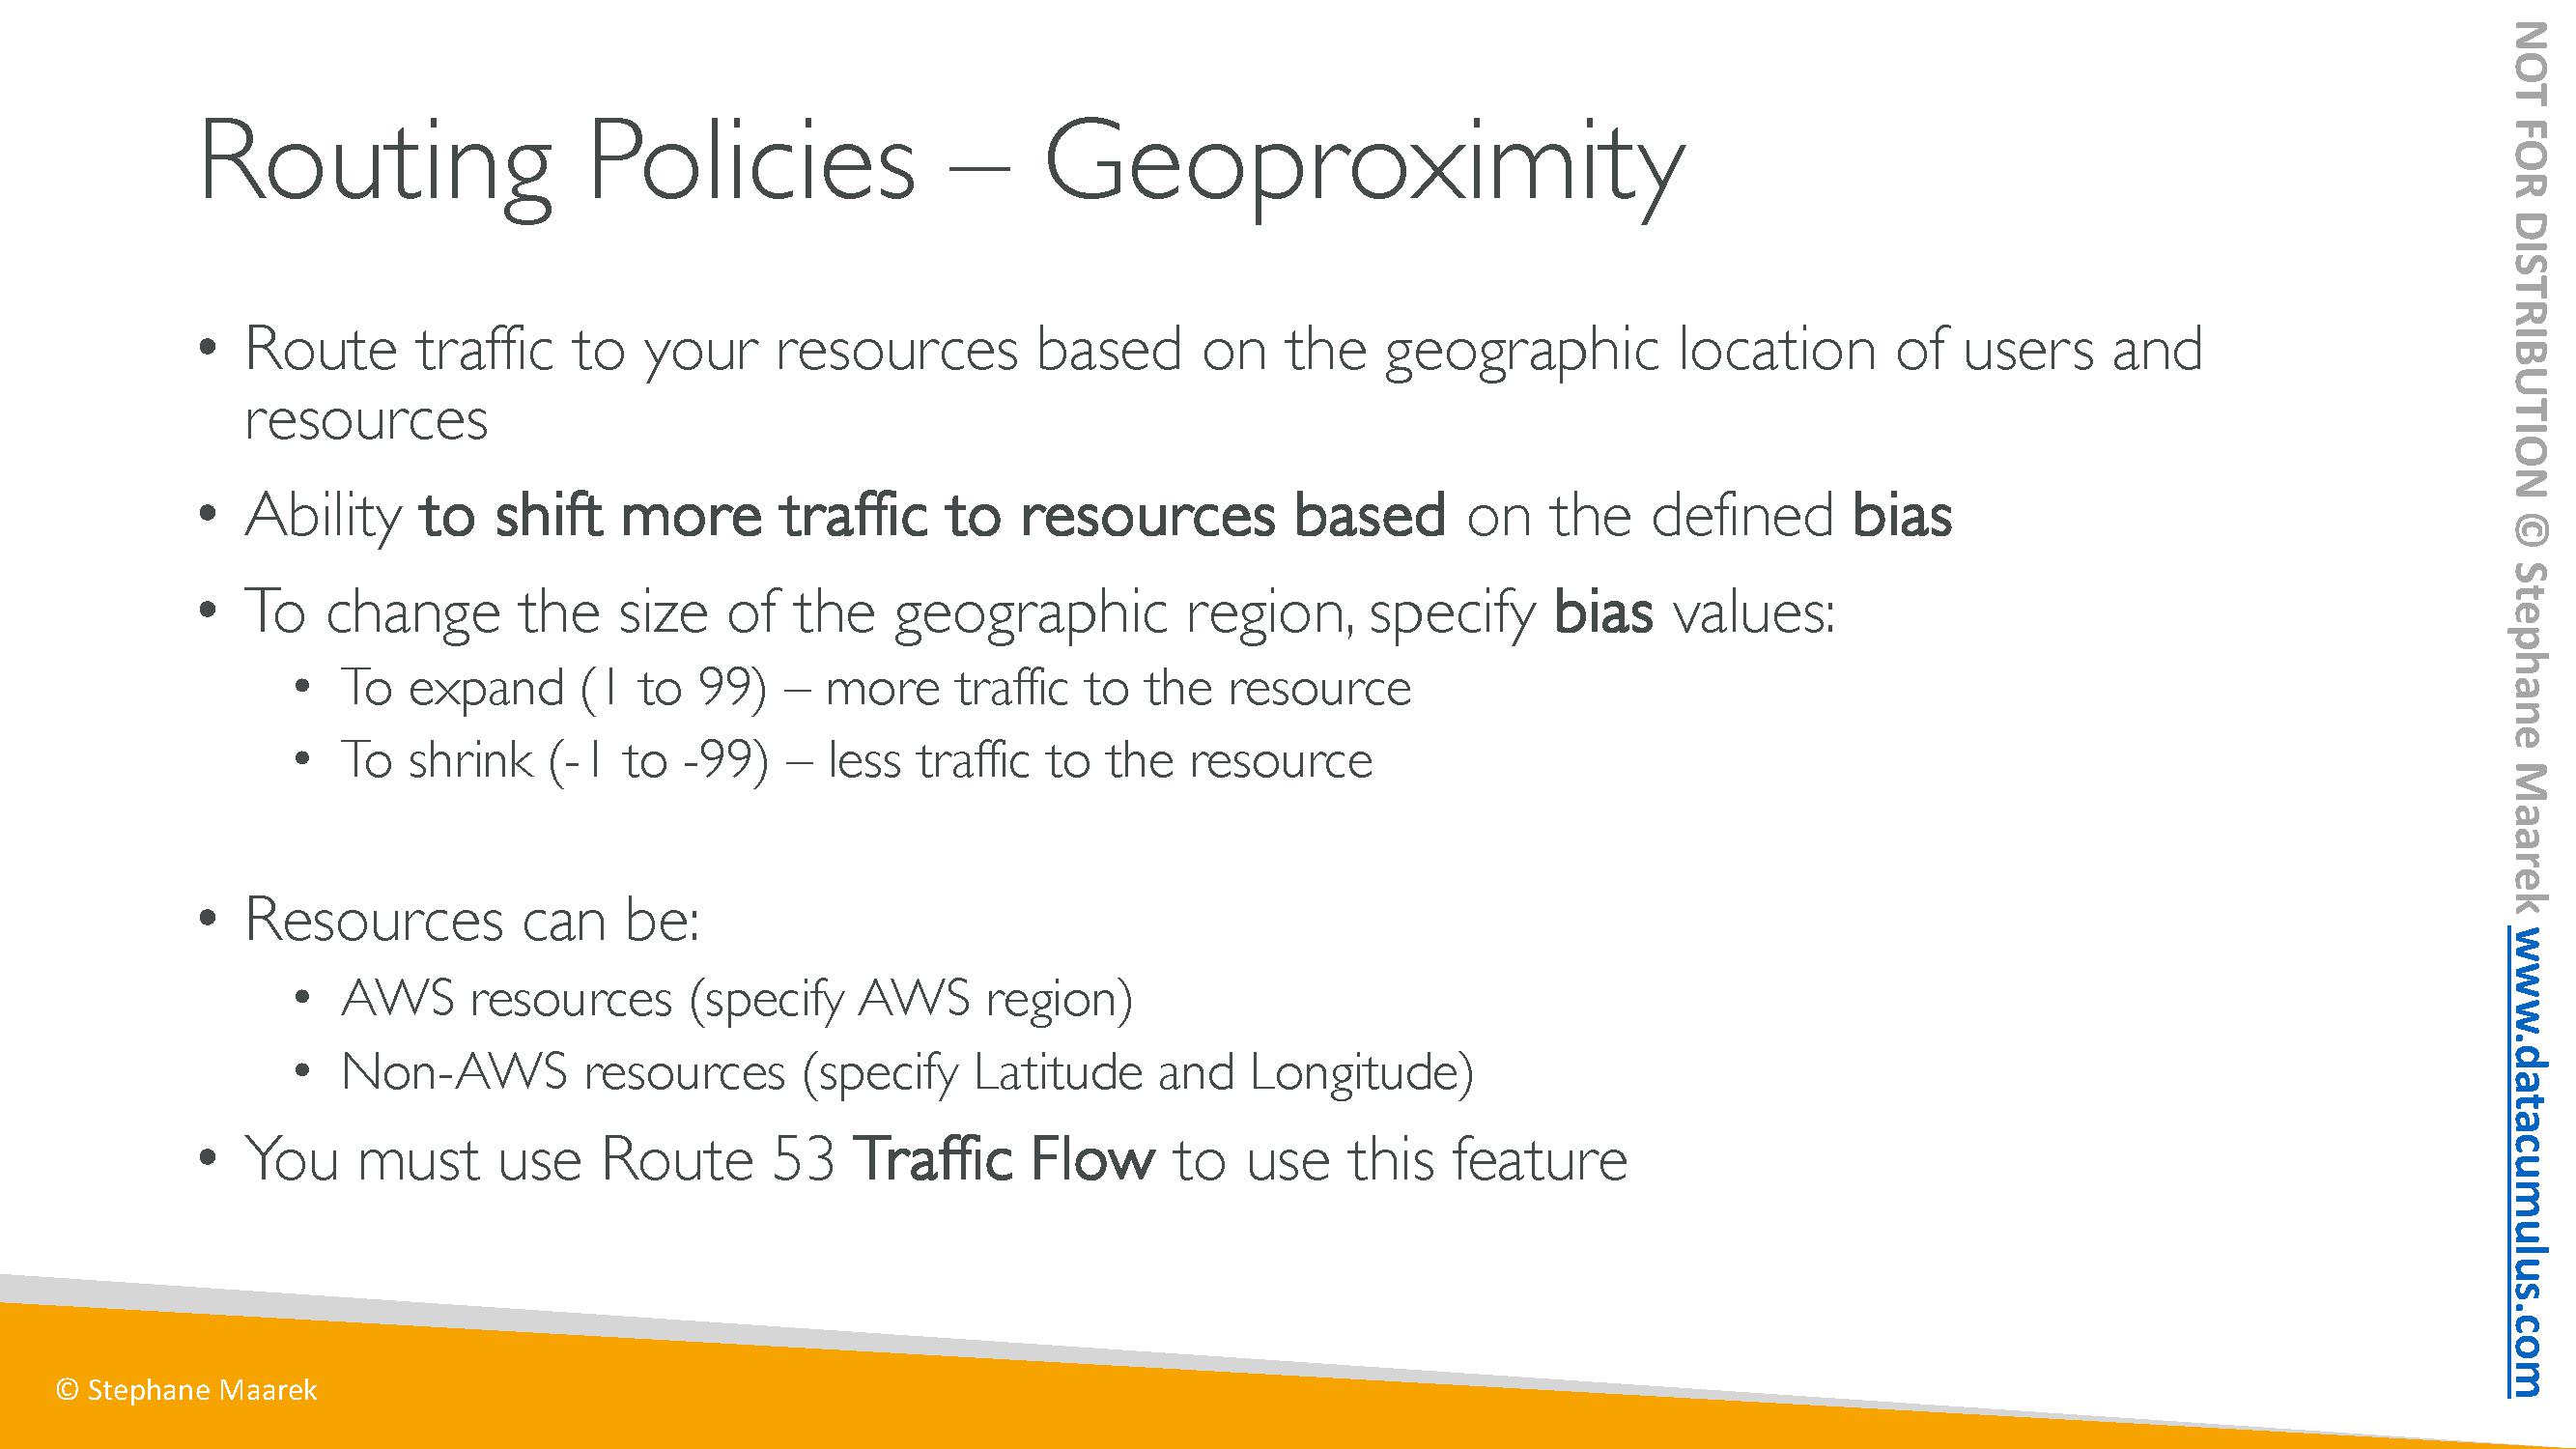 Routing Policies – Geoproximity
• Route traffic to your resources based on the geographic location of users and
resources
• Ability to shift more traffic to resources based on the defined bias
• To change the size of the geographic region, specify bias values:
• To expand (1 to 99) – more traffic to the resource
• To shrink (-1 to -99) – less traffic to the resource
• Resources can be:
• AWS resources (specify AWS region)
• Non-AWS resources (specify Latitude and Longitude)
• You must use Route 53 Traffic Flow to use this feature
© Stephane Maarek
NOT FOR DISTRIBUTION © Stephane Maarek www.datacumulus.com